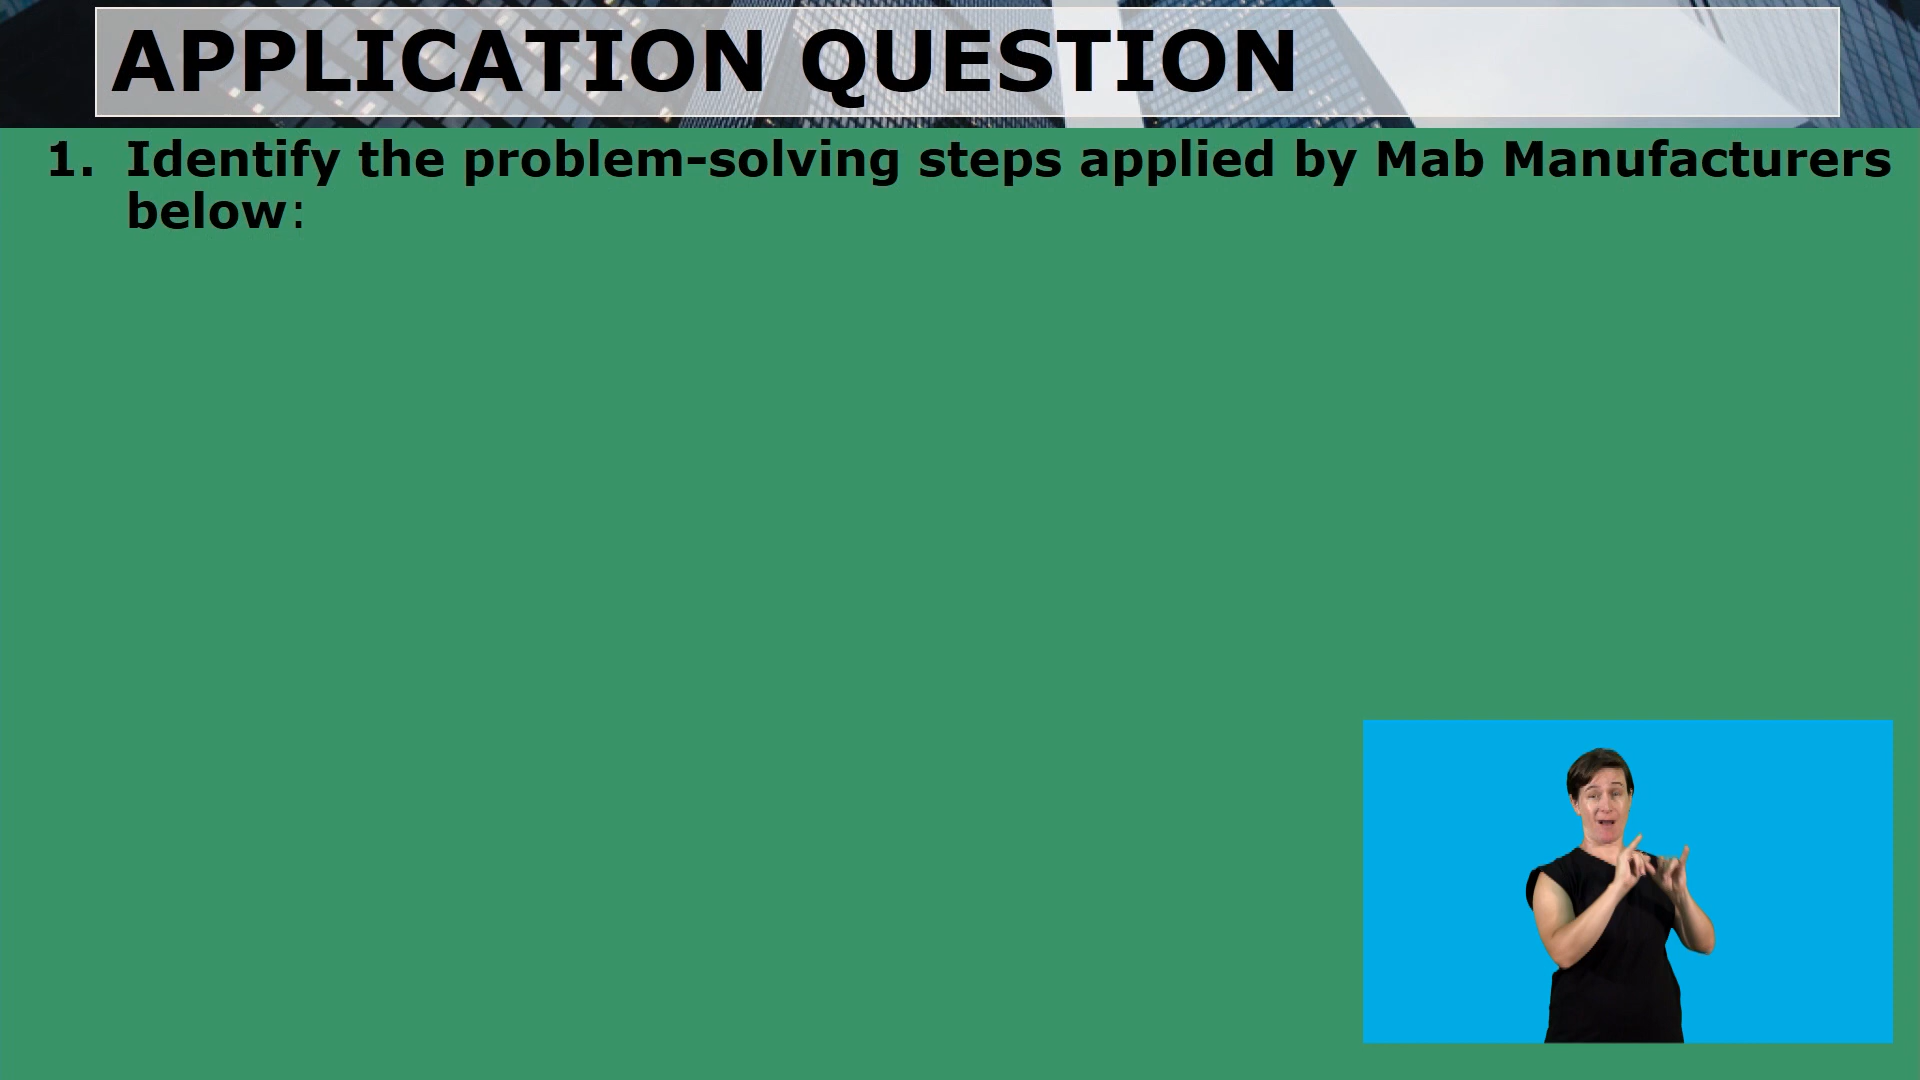 APPLICATION QUESTION
1. Identify the problem-solving steps applied by Mab Manufacturers
below: